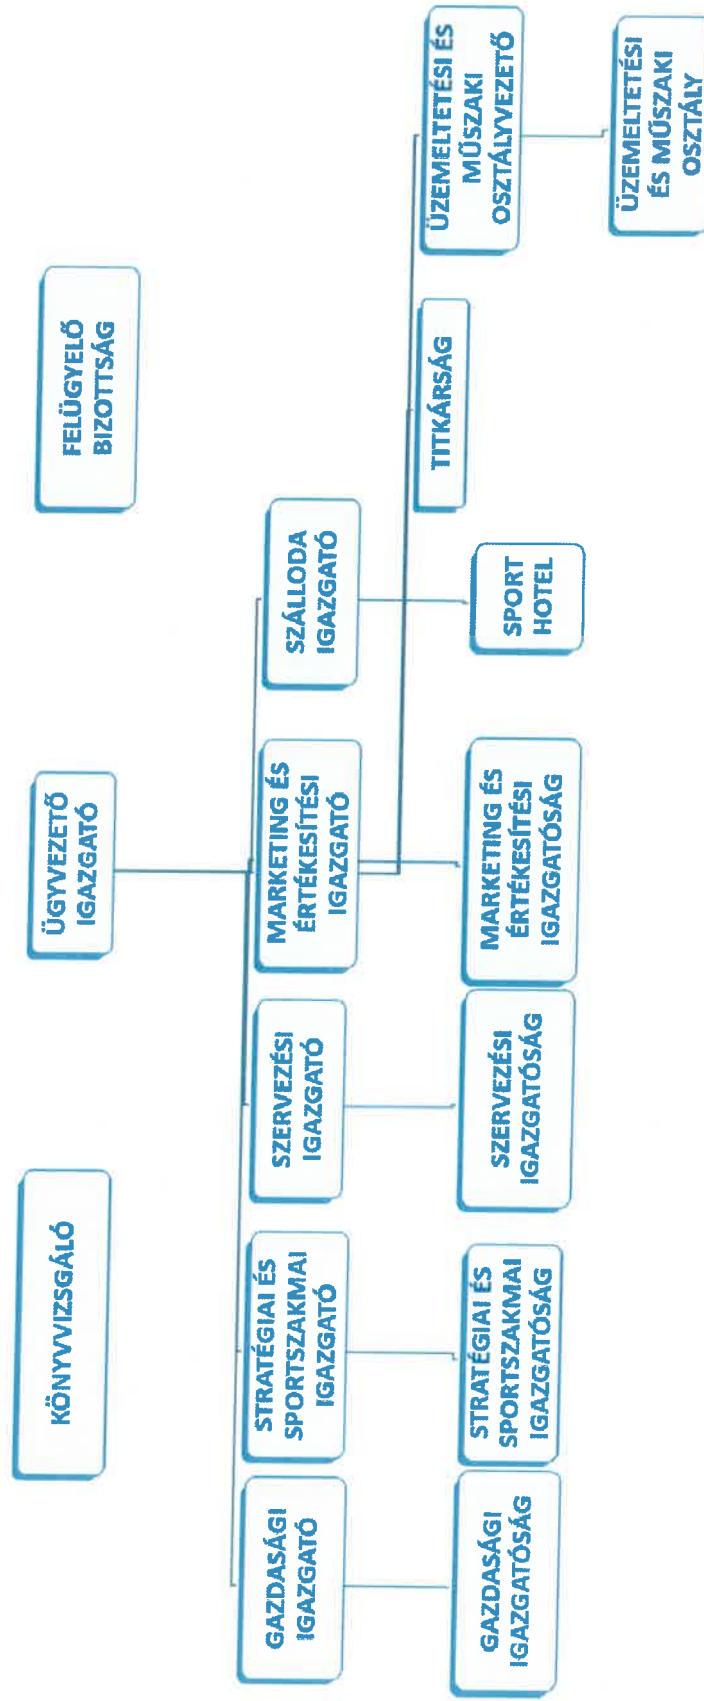 KÖNYVVIZSGÁLÓ
ÜGYVEZETŐ
IGAZGATÓ
FELÜGYELŐ
BIZOTTSÁG
GAZDASÁGI
IGAZGATÓ
STRATÉGIAI ÉS
SPORTSZAKMAI
IGAZGATÓ
SZERVEZÉSI
IGAZGATÓ
MARKETING ÉS
ÉRTÉKESÍTÉSI
IGAZGATÓ
SZÁLLODA
IGAZGATÓ
TITKÁRSÁG
ÜZEMELTETÉSI ÉS
MŰSZAKI
OSZTÁLYVEZETŐ
GAZDASÁGI
IGAZGATÓSÁG
STRATÉGIAI ÉS
SPORTSZAKMAI
IGAZGATÓSÁG
SZERVEZÉSI
IGAZGATÓSÁG
MARKETING ÉS
ÉRTÉKESÍTÉSI
IGAZGATÓSÁG
SPORT
HOTEL
ÜZEMELTETÉSI
ÉS MŰSZAKI
OSZTÁLY